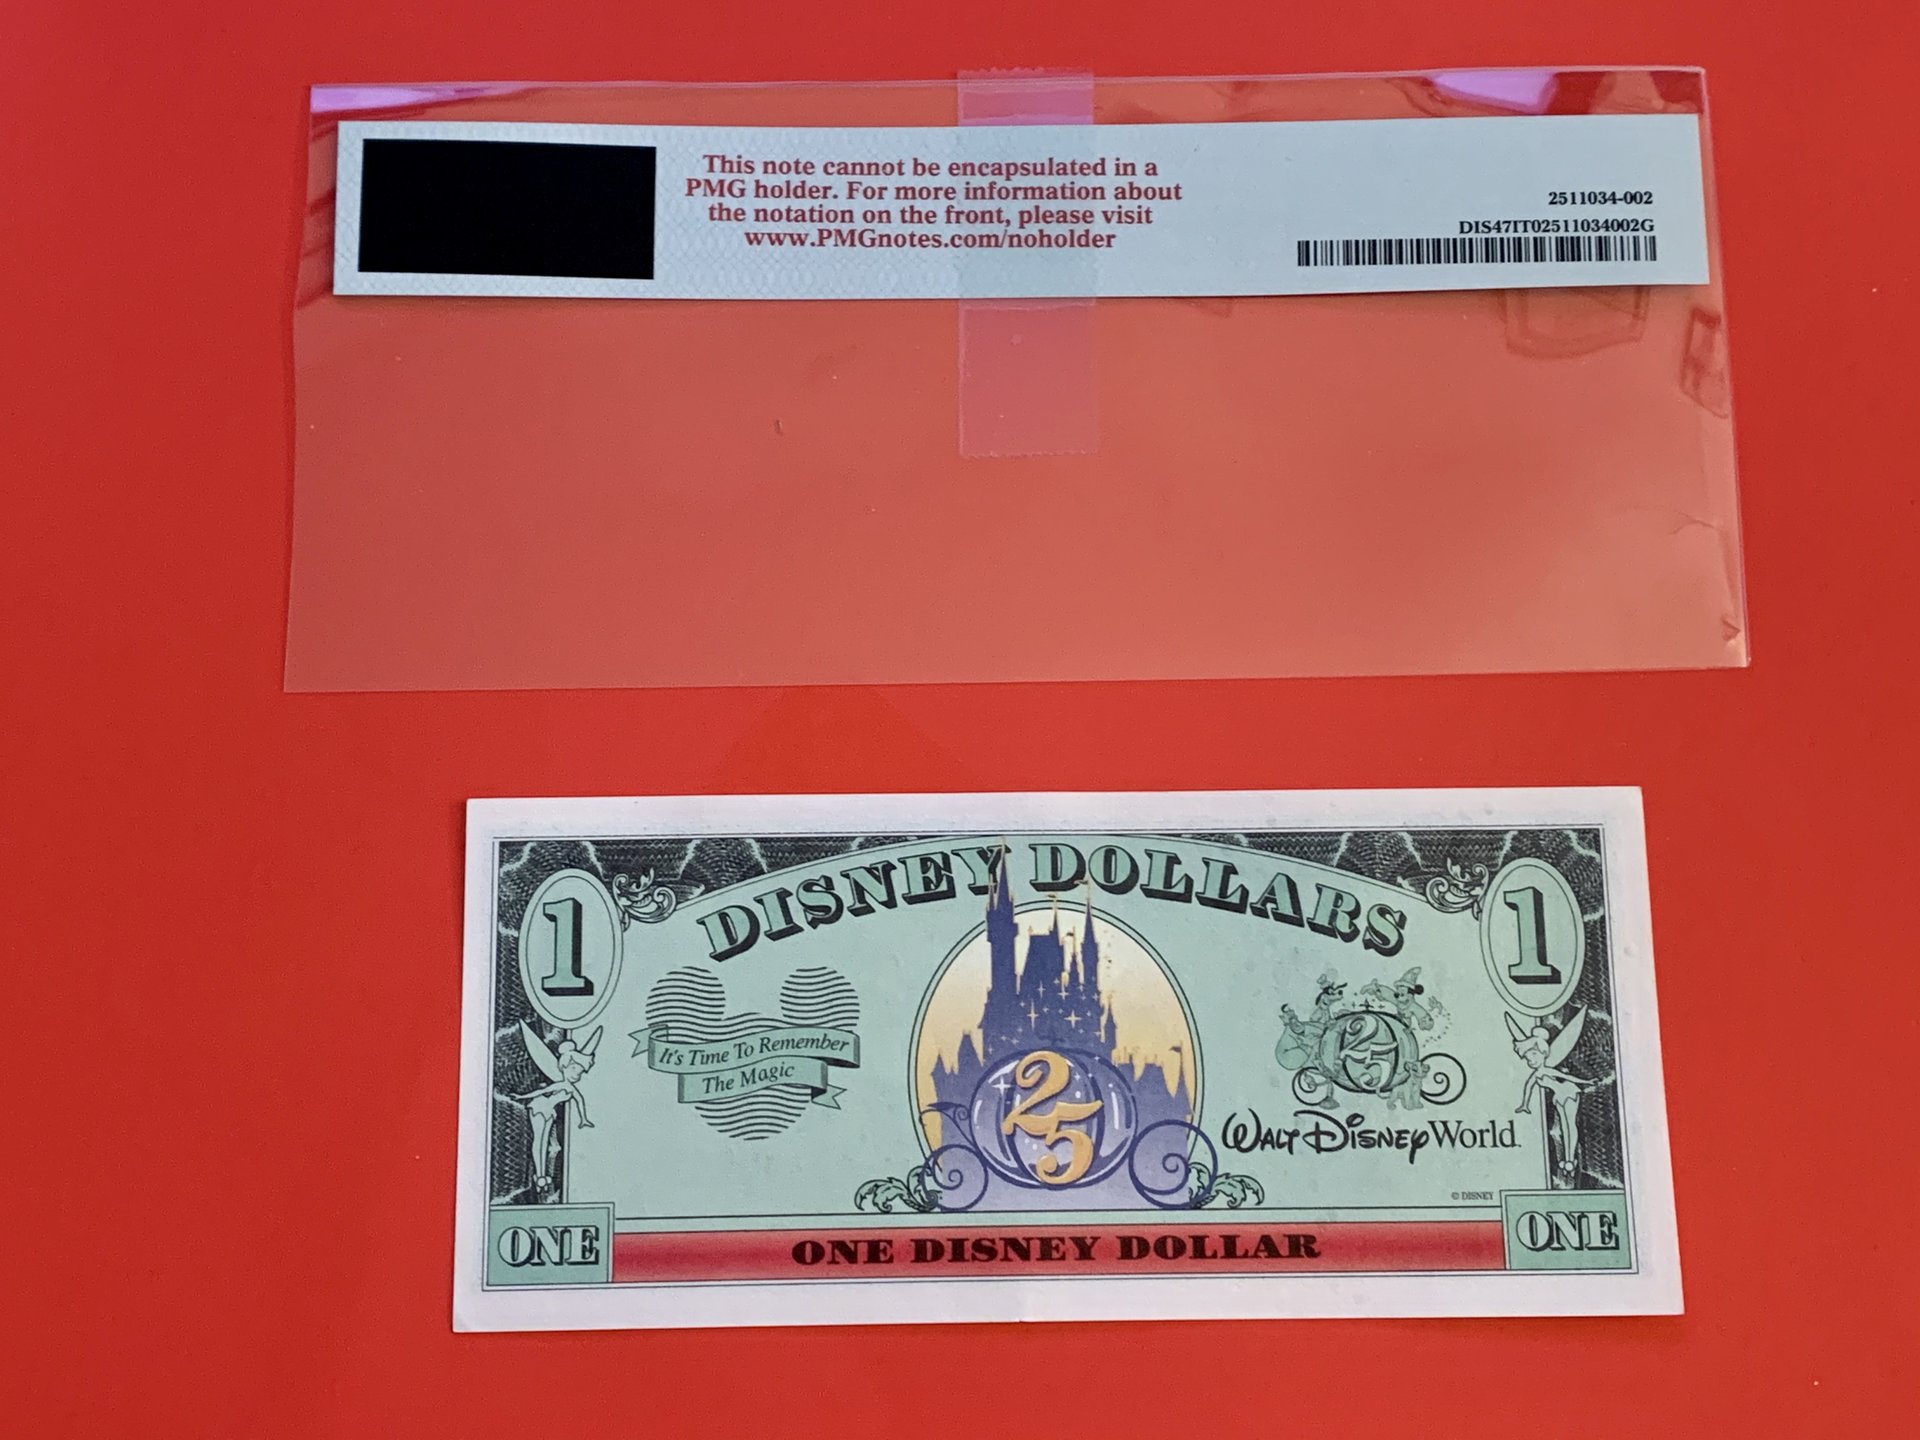 This note cannot be encapsulated in a
PMG holder. For more information about
the notation on the front, please visit
www.PMGnotes.com/noholder
2511034-002
DIS47IT02511034002G
DISNEY DOLLARS
1
1
It's Time To Remember
The Magic
25
25
WALT DISNEY World.
© DISNEY
ONE
ONE DISNEY DOLLAR
ONE